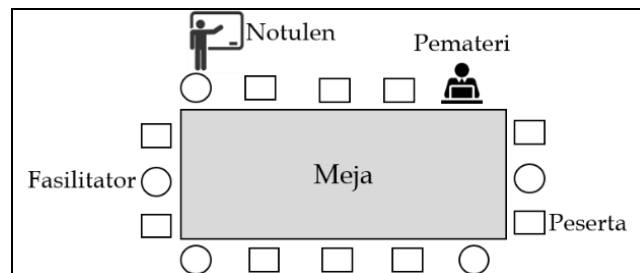 Notulen
Pemateri
Fasilitator
Meja
Peserta